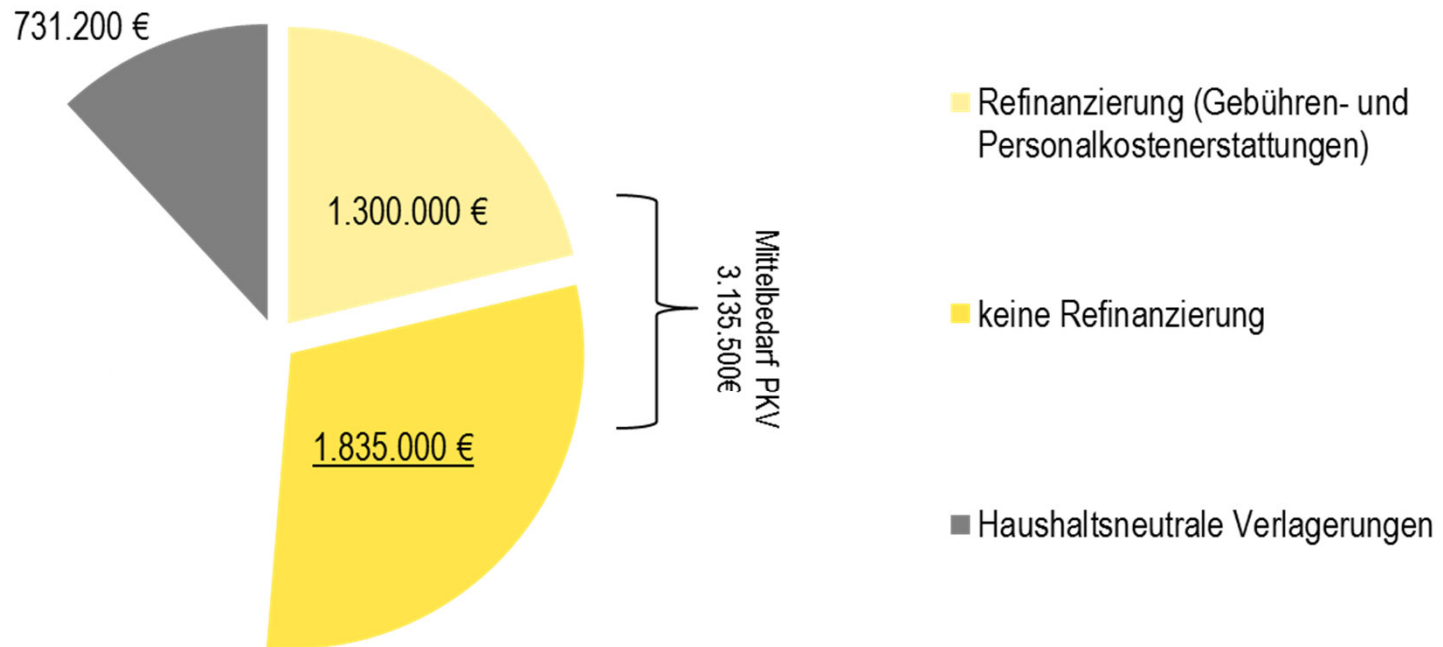 731.200 €
1.300.000 €
1.835.000 €
Mittelbedarf PKV
3.135.500€
Refinanzierung (Gebühren- und
Personalkostenerstattungen)
keine Refinanzierung
Haushaltsneutrale Verlagerungen